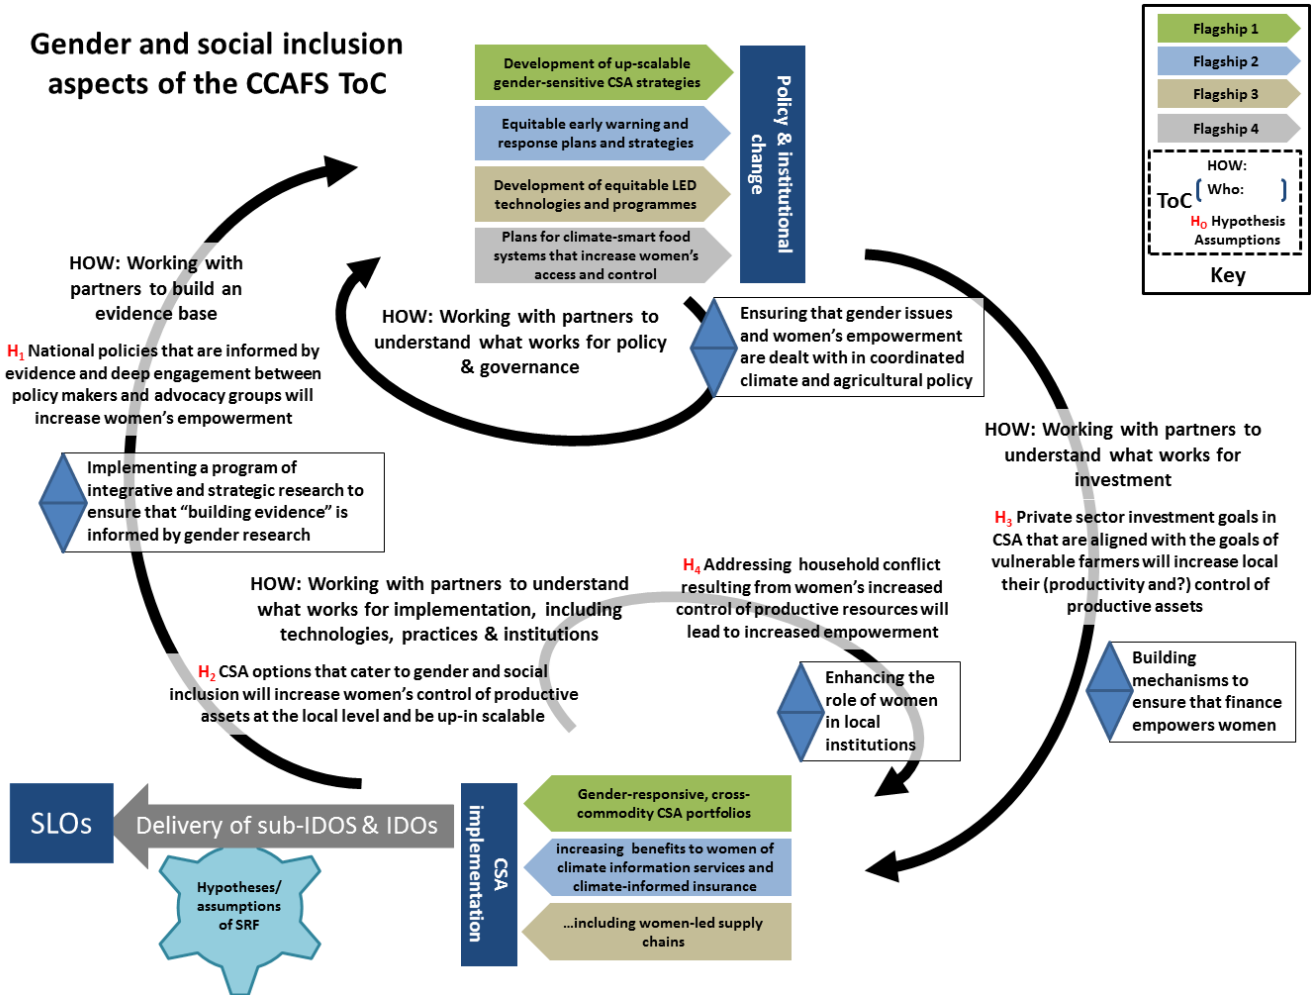 Gender and social inclusion
aspects of the CCAFS ToC
Development of up-scalable
gender-sensitive CSA strategies
Equitable early warning and
response plans and strategies
Development of equitable LED
technologies and programmes
Plans for climate-smart food
systems that increase women's
access and control
Policy & institutional
change
Flagship 1
Flagship 2
Flagship 3
Flagship 4
HOW:
ToC
Who:
H0 Hypothesis
Assumptions
Key
HOW: Working with
partners to build an
evidence base
H1 National policies that are informed by
evidence and deep engagement between
policy makers and advocacy groups will
increase women's empowerment
Implementing a program of
integrative and strategic research to
ensure that "building evidence" is
informed by gender research
HOW: Working with partners to
understand what works for policy
& governance
Ensuring that gender issues
and women's empowerment
are dealt with in coordinated
climate and agricultural policy
HOW: Working with partners to
understand what works for
investment
H3 Private sector investment goals in
CSA that are aligned with the goals of
vulnerable farmers will increase local
their (productivity and?) control of
productive assets
Building
mechanisms to
ensure that finance
empowers women
HOW: Working with partners to understand
what works for implementation, including
technologies, practices & institutions
H2 CSA options that cater to gender and social
inclusion will increase women's control of productive
assets at the local level and be up-in scalable
H4 Addressing household conflict
resulting from women's increased
control of productive resources will
lead to increased empowerment
Enhancing the
role of women
in local
institutions
SLOs
Delivery of sub-IDOS & IDOs
Hypotheses/
assumptions
of SRF
CSA
implementation
Gender-responsive, cross-
commodity CSA portfolios
increasing benefits to women of
climate information services and
climate-informed insurance
...including women-led supply
chains